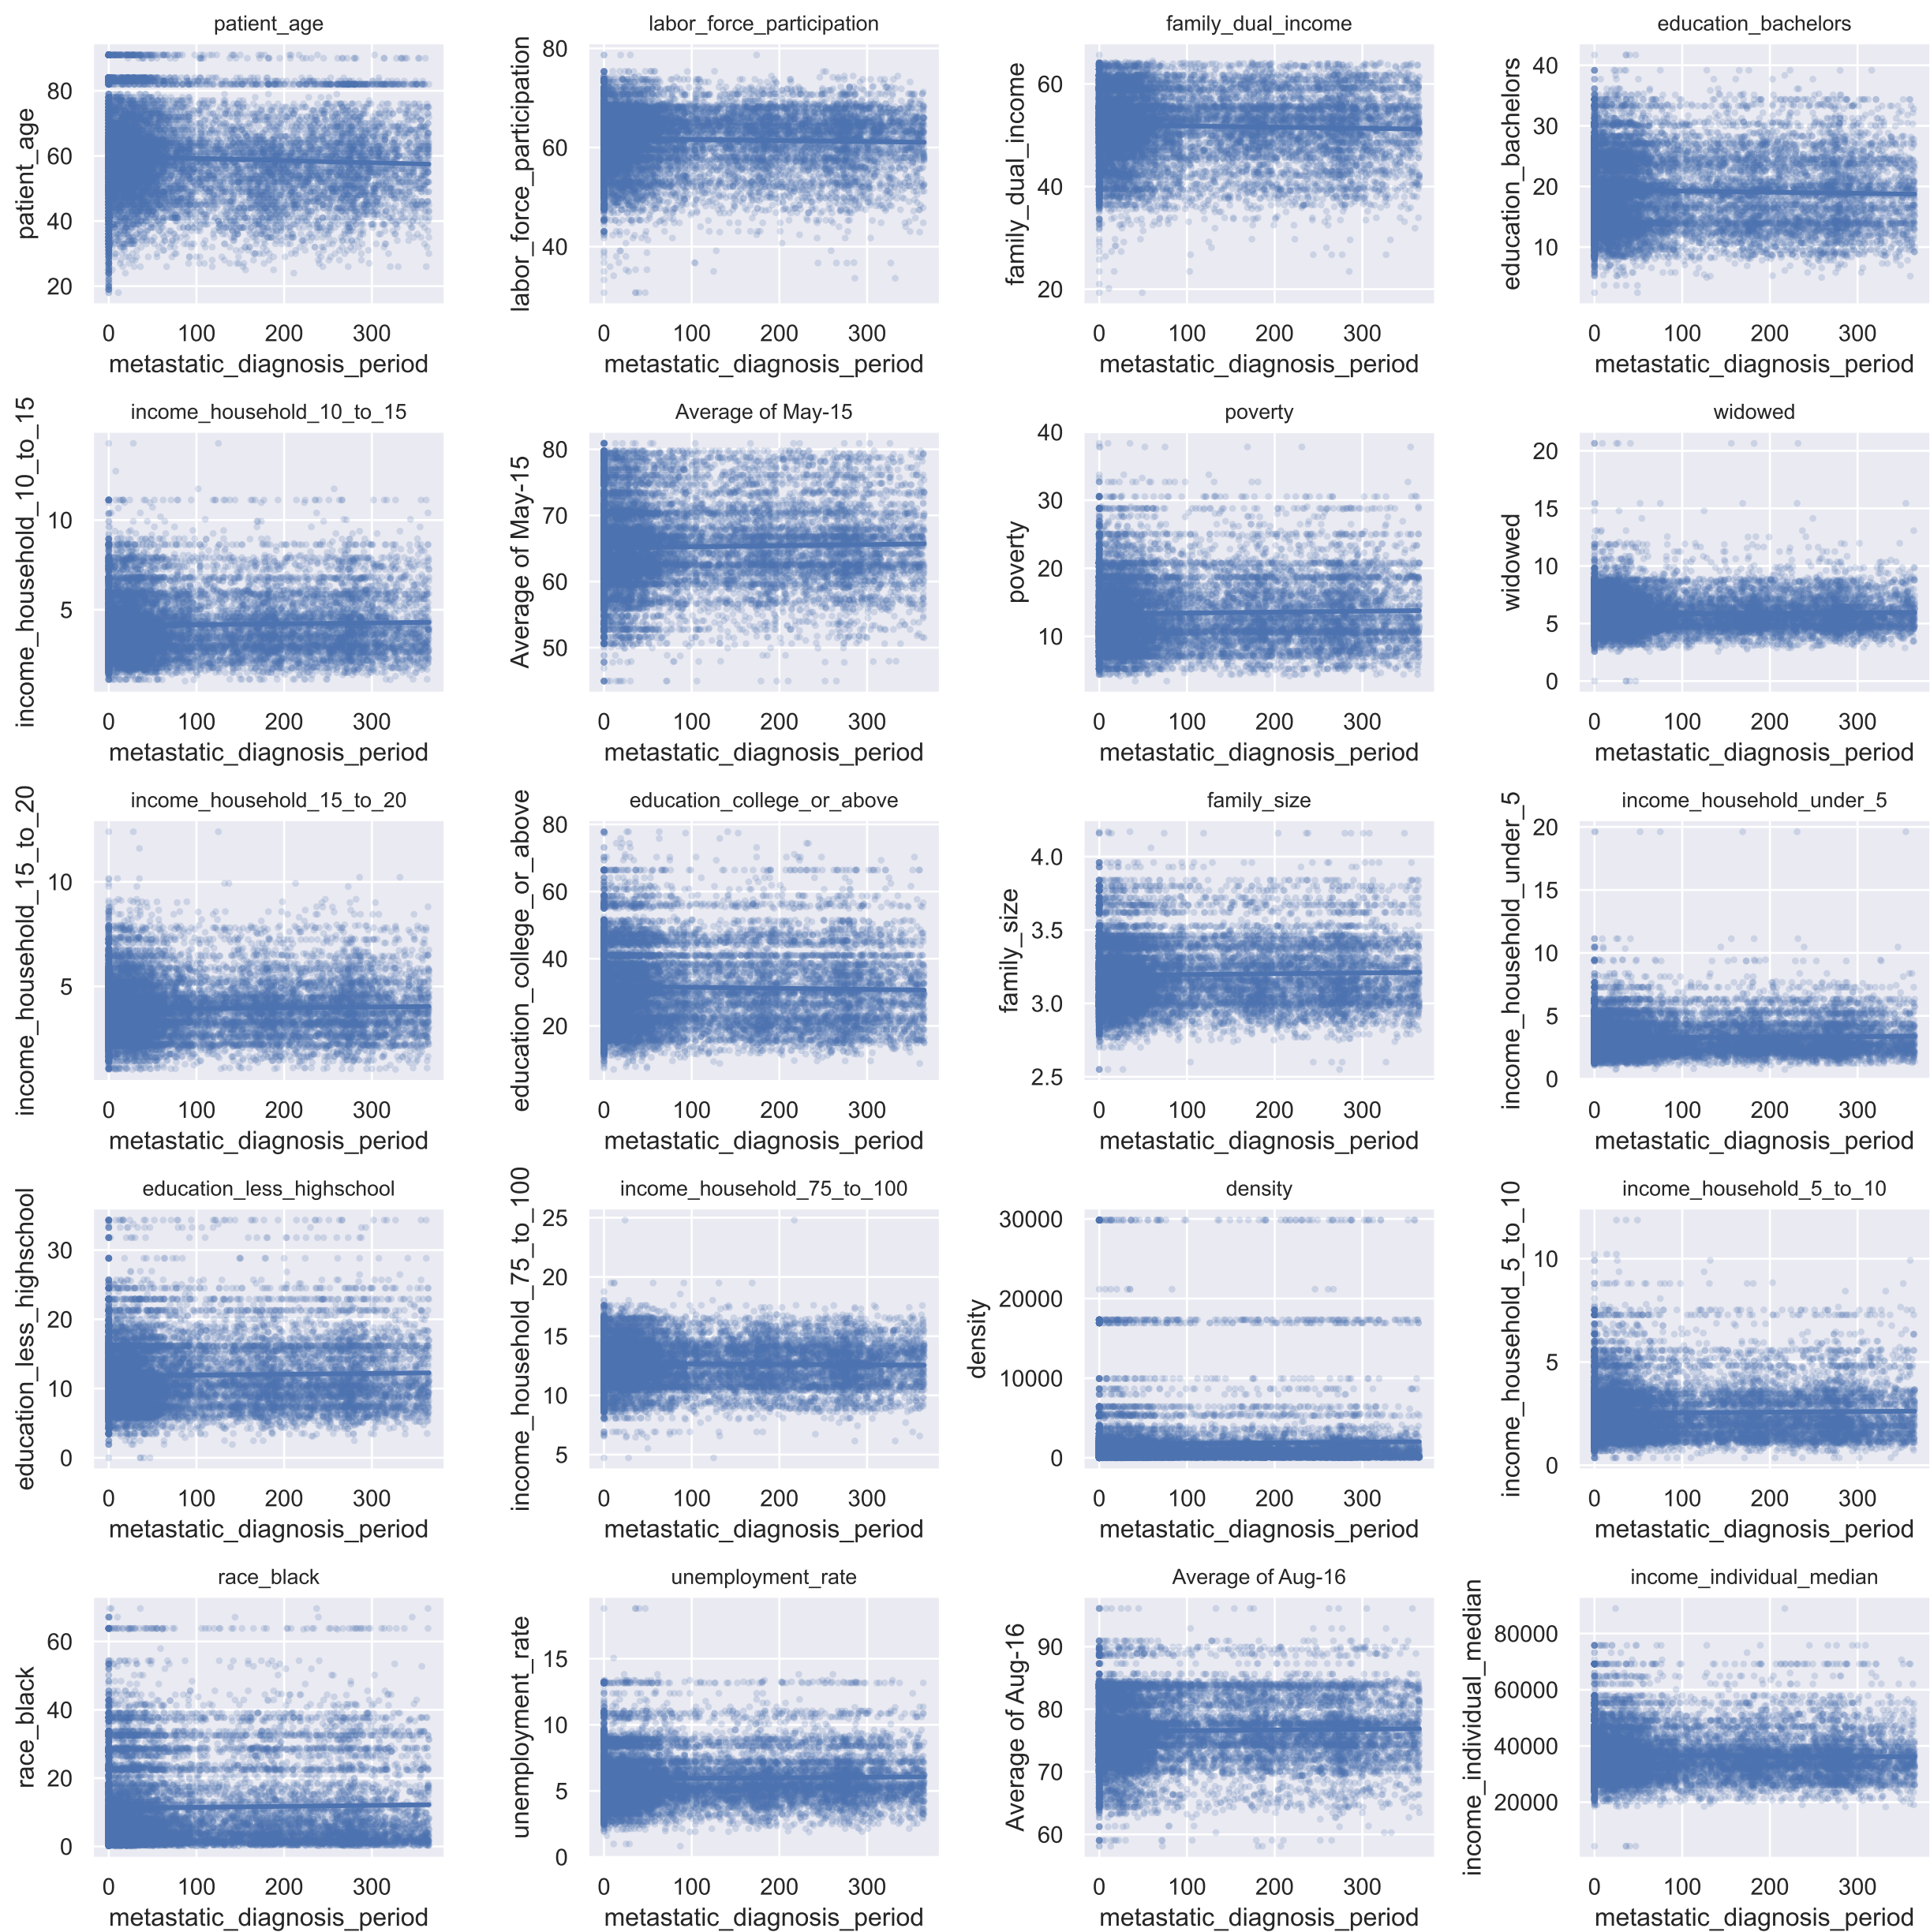 patient_age
patient_age
80
60
40
20
0 100 200 300
metastatic_diagnosis_period
labor_force_participation
labor_force_participation
80
60
40
0 100 200 300
metastatic_diagnosis_period
family_dual_income
family_dual_income
60
40
20
0 100 200 300
metastatic_diagnosis_period
education_bachelors
education_bachelors
40
30
20
10
0 100 200 300
metastatic_diagnosis_period
income_household_10_to_15
income_household_10_to_15
10
5
0 100 200 300
metastatic_diagnosis_period
Average of May-15
Average of May-15
80
70
60
50
0 100 200 300
metastatic_diagnosis_period
poverty
poverty
40
30
20
10
0 100 200 300
metastatic_diagnosis_period
widowed
widowed
20
15
10
5
0
0 100 200 300
metastatic_diagnosis_period
income_household_15_to_20
income_household_15_to_20
10
5
0 100 200 300
metastatic_diagnosis_period
education_college_or_above
education_college_or_above
80
60
40
20
0 100 200 300
metastatic_diagnosis_period
family_size
family_size
4.0
3.5
3.0
2.5
0 100 200 300
metastatic_diagnosis_period
income_household_under_5
income_household_under_5
20
15
10
5
0
0 100 200 300
metastatic_diagnosis_period
education_less_highschool
education_less_highschool
30
20
10
0
0 100 200 300
metastatic_diagnosis_period
income_household_75_to_100
income_household_75_to_100
25
20
15
10
5
0 100 200 300
metastatic_diagnosis_period
density
density
30000
20000
10000
0
0 100 200 300
metastatic_diagnosis_period
income_household_5_to_10
income_household_5_to_10
10
5
0
0 100 200 300
metastatic_diagnosis_period
race_black
race_black
60
40
20
0
0 100 200 300
metastatic_diagnosis_period
unemployment_rate
unemployment_rate
15
10
5
0
0 100 200 300
metastatic_diagnosis_period
Average of Aug-16
Average of Aug-16
90
80
70
60
0 100 200 300
metastatic_diagnosis_period
income_individual_median
income_individual_median
80000
60000
40000
20000
0 100 200 300
metastatic_diagnosis_period